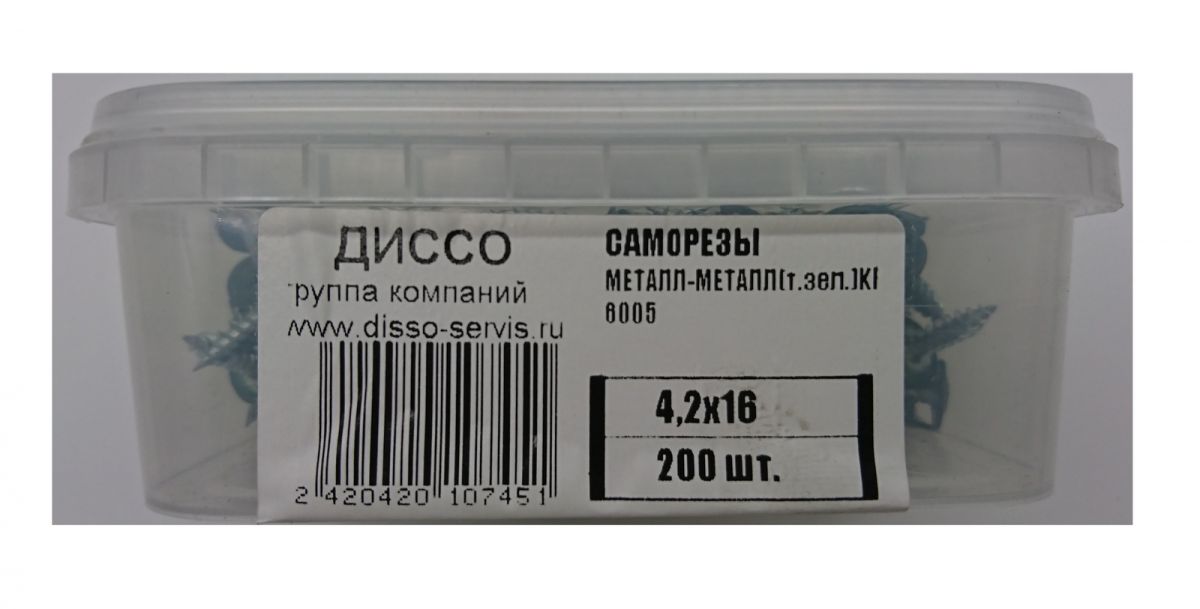 ДИССО
группа компаний
www.disso-servis.ru
2 420420 107451
САМОРЕЗЫ
МЕТАЛЛ-МЕТАЛЛ(т.зел.)
6005
4,2х16
200 шт.